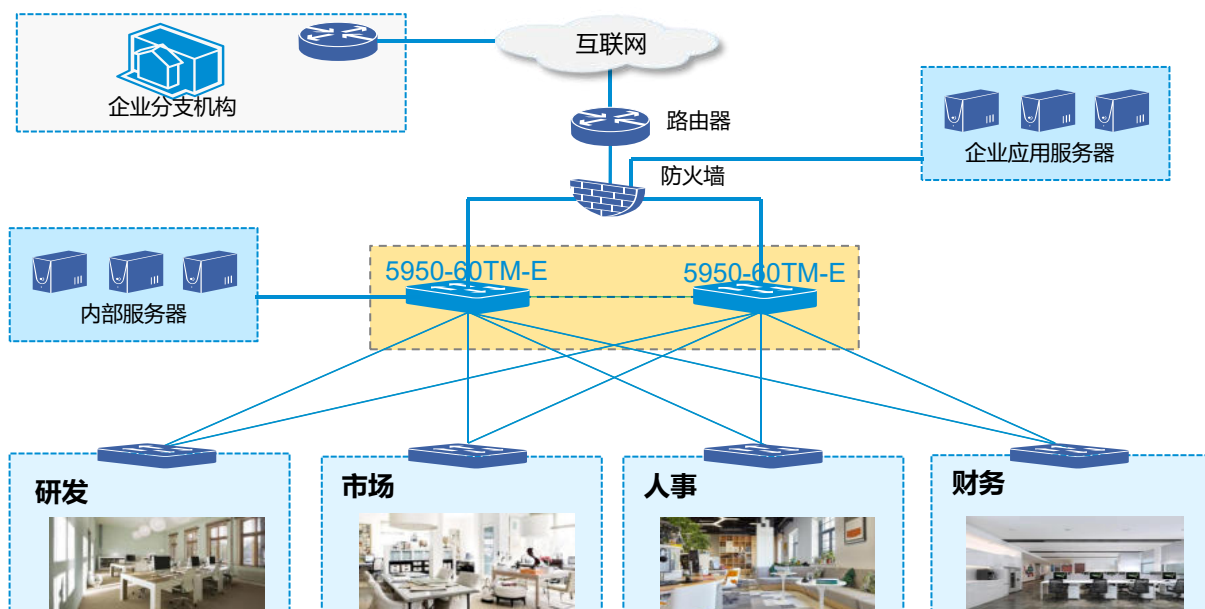 互联网
企业分支机构
路由器
企业应用服务器
防火墙
5950-60TM-E
5950-60TM-E
内部服务器
研发
市场
人事
财务